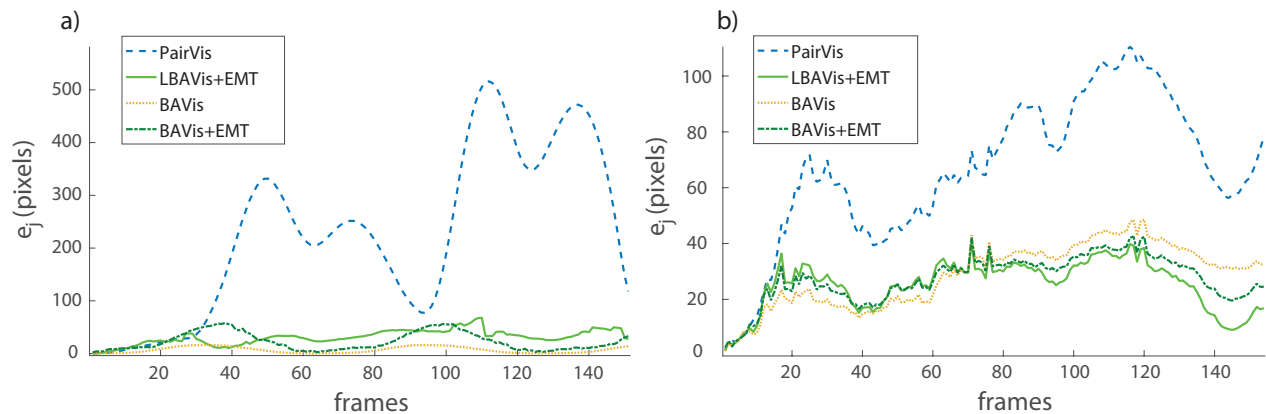 a)
PairVis
LBAVis+EMT
BAVis
BAVis+EMT
500
400
300
200
100
0
e_j (pixels)
20 40 60 80 100 120 140
frames
b)
PairVis
LBAVis+EMT
BAVis
BAVis+EMT
100
80
60
40
20
0
e_j (pixels)
20 40 60 80 100 120 140
frames